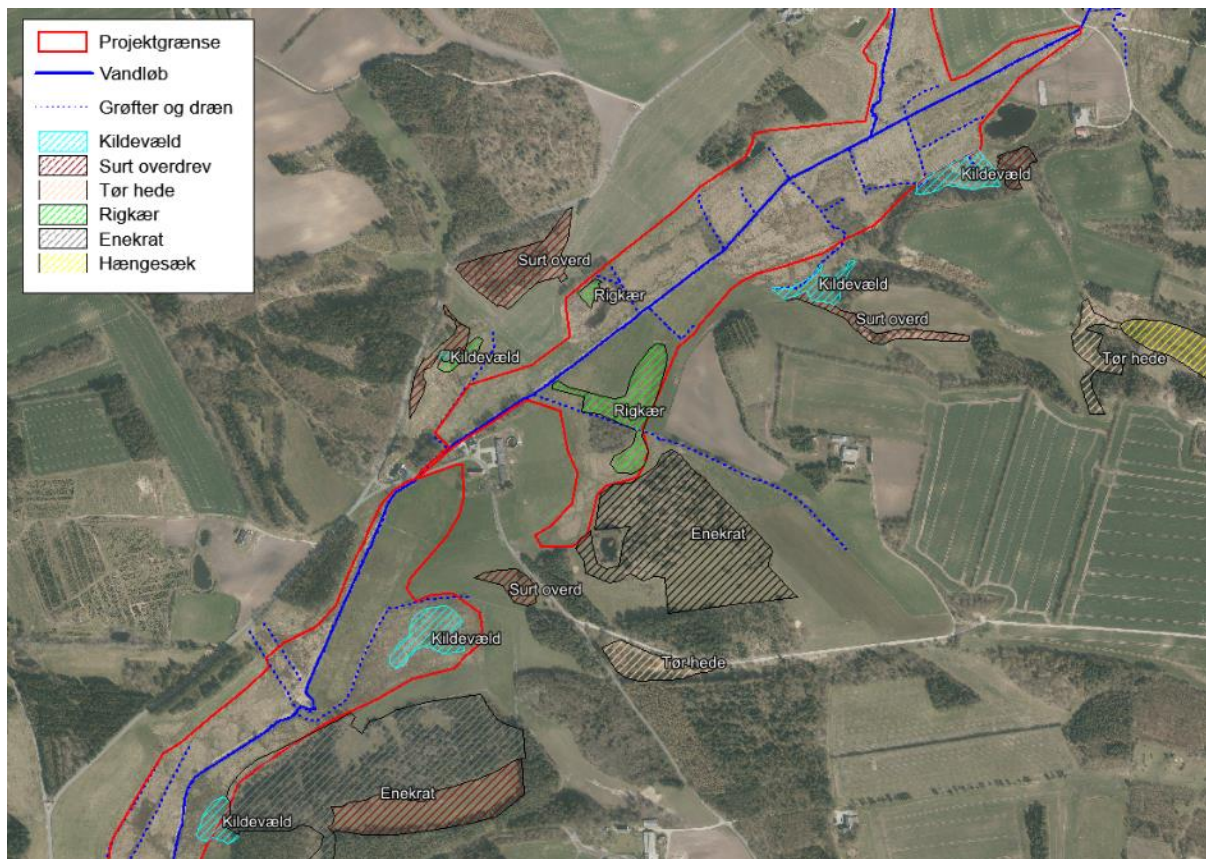 Projektgrænse
Vandløb
Grøfter og dræn
Kildevæld
Surt overdrev
Tør hede
Rigkær
Enekrat
Hængesæk
Kildevæld
Surt overd
Rigkær
Kildevæld
Surt overd
Kildevæld
Tør hede
Rigkær
Enekrat
Surt overd
Kildevæld
Tør hede
Enekrat
Kildevæld